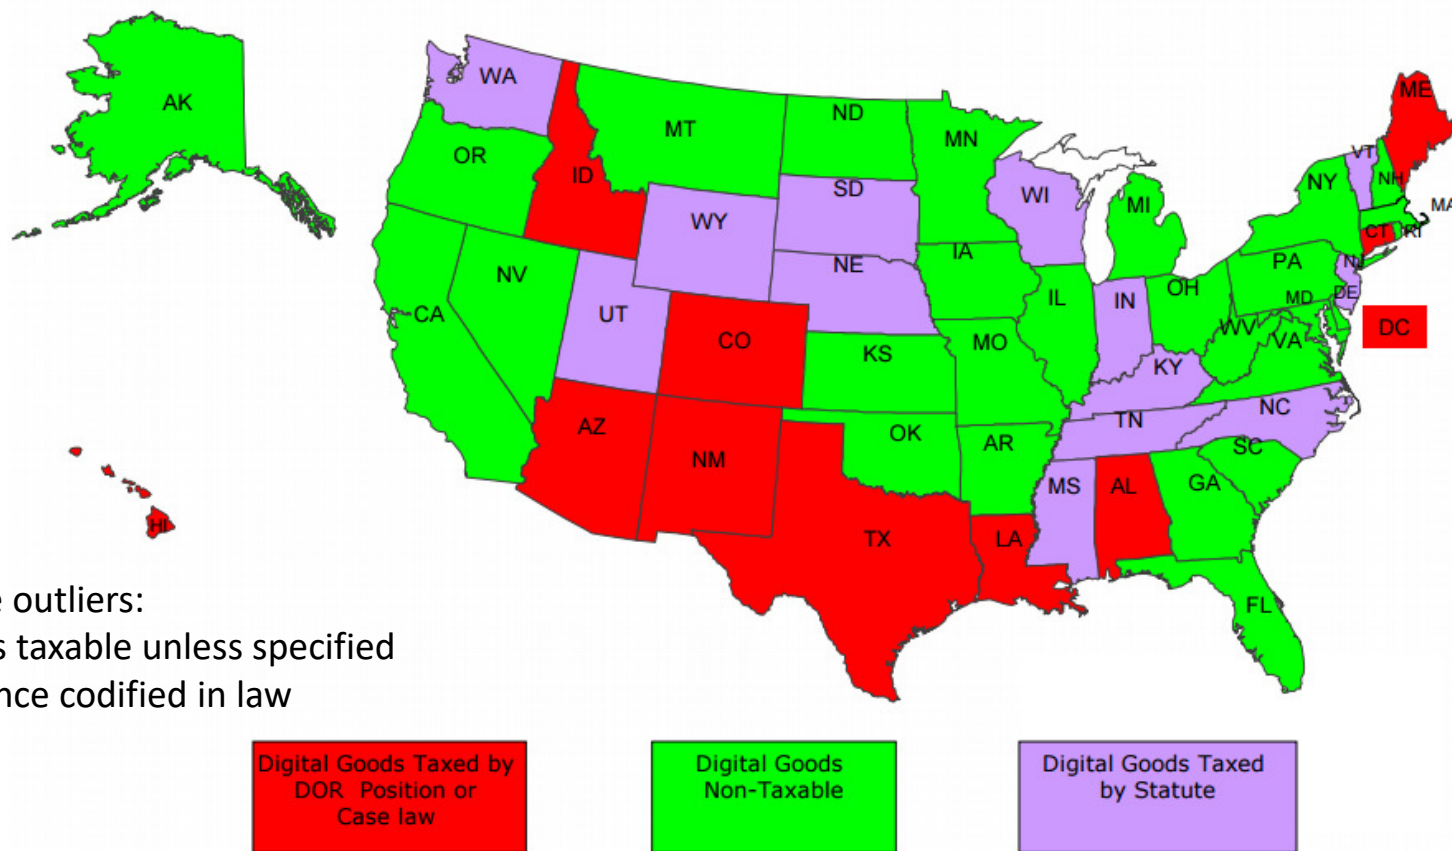 AK
WA
MT
ND
MN
ME
OR
ID
SD
WI
MI
NY
VT
NH
MA
WY
IA
NE
CT
RI
NV
UT
CA
CO
KS
MO
IL
IN
OH
PA
NJ
MD
DE
DC
WV
VA
KY
AZ
NM
OK
AR
TN
NC
SC
MS
AL
GA
HI
TX
LA
FL
outliers:
taxable unless specified
codified in law
Digital Goods Taxed by
DOR Position or
Case law
Digital Goods
Non-Taxable
Digital Goods Taxed
by Statute